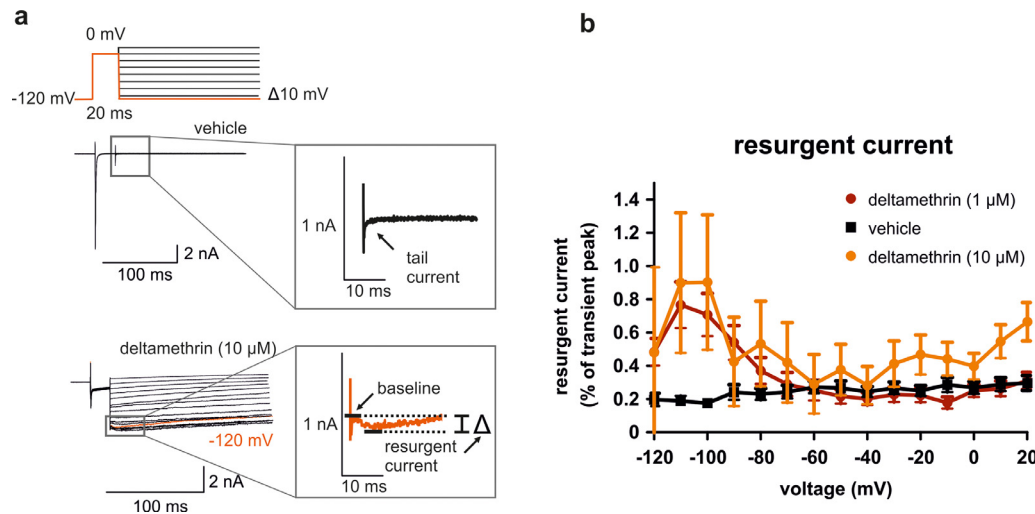 a
0 mV
-120 mV
Δ10 mV
20 ms
vehicle
2 nA
100 ms
1 nA
tail
current
10 ms
deltamethrin (10 µM)
-120 mV
2 nA
100 ms
baseline
1 nA
Δ
resurgent
current
10 ms
b
resurgent current
deltamethrin (1 µM)
vehicle
deltamethrin (10 µM)
resurgent current
(% of transient peak)
1.4
1.2
1.0
0.8
0.6
0.4
0.2
0
-120 -100 -80 -60 -40 -20 0 20
voltage (mV)